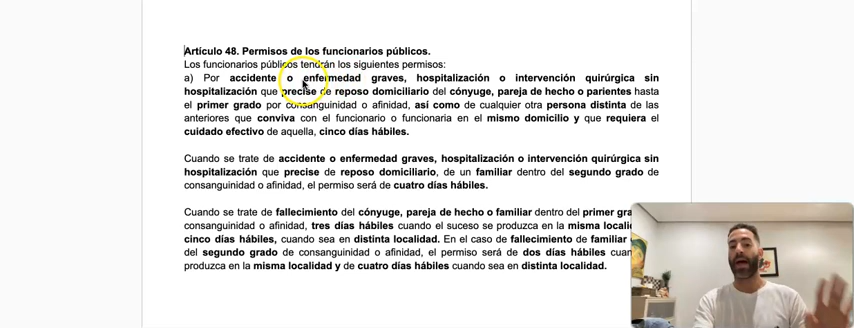 Artículo 48. Permisos de los funcionarios públicos.
Los funcionarios públicos tendrán los siguientes permisos:
a) Por accidente o enfermedad graves, hospitalización o intervención quirúrgica sin
hospitalización que precise de reposo domiciliario del cónyuge, pareja de hecho o parientes hasta
el primer grado por consanguinidad o afinidad, así como de cualquier otra persona distinta de las
anteriores que conviva con el funcionario o funcionaria en el mismo domicilio y que requiera el
cuidado efectivo de aquella, cinco días hábiles.
Cuando se trate de accidente o enfermedad graves, hospitalización o intervención quirúrgica sin
hospitalización que precise de reposo domiciliario, de un familiar dentro del segundo grado de
consanguinidad o afinidad, el permiso será de cuatro días hábiles.
Cuando se trate de fallecimiento del cónyuge, pareja de hecho o familiar dentro del primer
consanguinidad o afinidad, tres días hábiles cuando el suceso se produzca en la misma
cinco días hábiles, cuando sea en distinta localidad. En el caso de fallecimiento de familiar
del segundo grado de consanguinidad o afinidad, el permiso será de dos días hábiles
produzca en la misma localidad y de cuatro días hábiles cuando sea en distinta localidad.